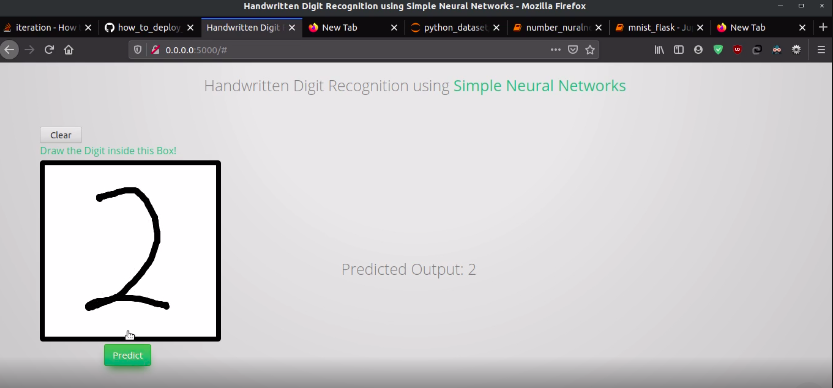 Handwritten Digit Recognition using Simple Neural Networks - Mozilla Firefox
iteration - How
how_to_deploy
Handwritten Digit
New Tab
python_dataset
number_nuraln
mnist_flask - Ju
New Tab
0.0.0.0:5000/#
Handwritten Digit Recognition using Simple Neural Networks
Clear
Draw the Digit inside this Box!
2
Predicted Output: 2
Predict